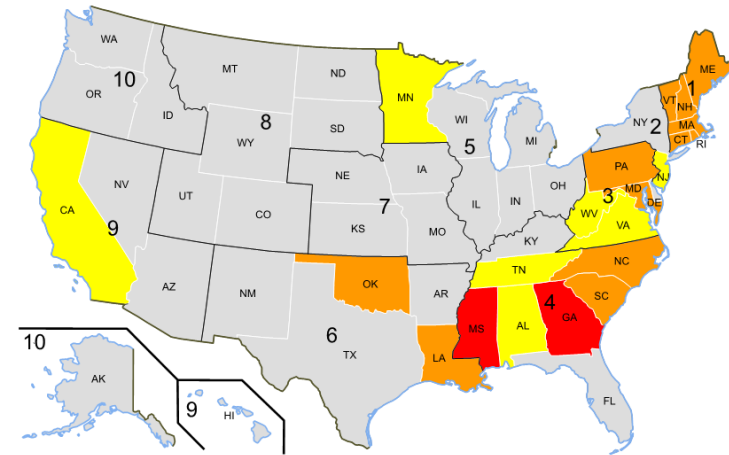 WA
MT
ND
MN
ME
10
OR
ID
8
SD
WI
VT
1
NH
NY
2
MA
CT
RI
WY
5
MI
IA
PA
NJ
NE
OH
MD
3
DE
NV
IL
IN
WV
UT
7
CO
CA
KS
MO
KY
VA
9
TN
NC
OK
AZ
NM
AR
SC
4
MS
AL
GA
6
TX
LA
10
AK
FL
9
HI